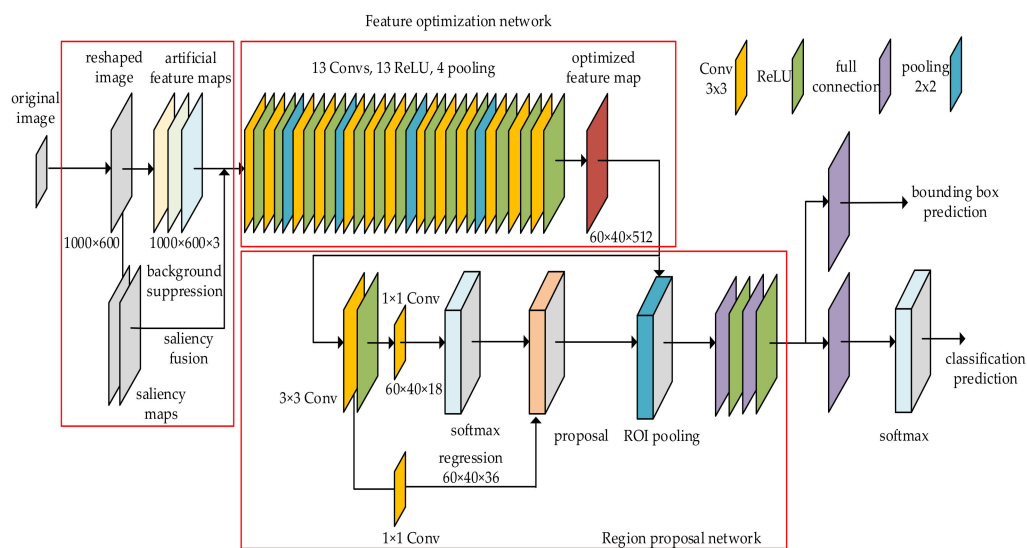 Feature optimization network
original
image
reshaped
image
artificial
feature maps
13 Convs, 13 ReLU, 4 pooling
optimized
feature map
Conv
3x3
ReLU
full
connection
pooling
2x2
1000×600
1000×600×3
60×40×512
bounding box
prediction
background
suppression
saliency
fusion
saliency
maps
1×1 Conv
3×3 Conv
60×40×18
softmax
proposal
ROI pooling
classification
prediction
softmax
regression
60×40×36
1×1 Conv
Region proposal network